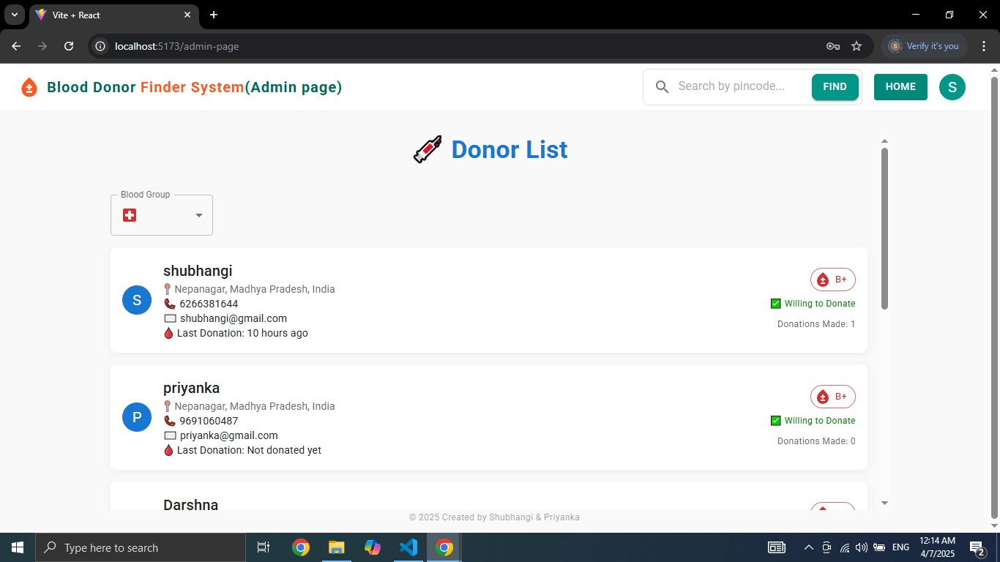 Vite + React
localhost:5173/admin-page
Verify it's you
Blood Donor Finder System(Admin page)
Search by pincode...
FIND
HOME
S
Donor List
Blood Group
S
shubhangi
Nepanagar, Madhya Pradesh, India
6266381644
shubhangi@gmail.com
Last Donation: 10 hours ago
B+
Willing to Donate
Donations Made: 1
P
priyanka
Nepanagar, Madhya Pradesh, India
9691060487
priyanka@gmail.com
Last Donation: Not donated yet
B+
Willing to Donate
Donations Made: 0
Darshna
© 2025 Created by Shubhangi & Priyanka
Type here to search
ENG
12:14 AM
4/7/2025
2